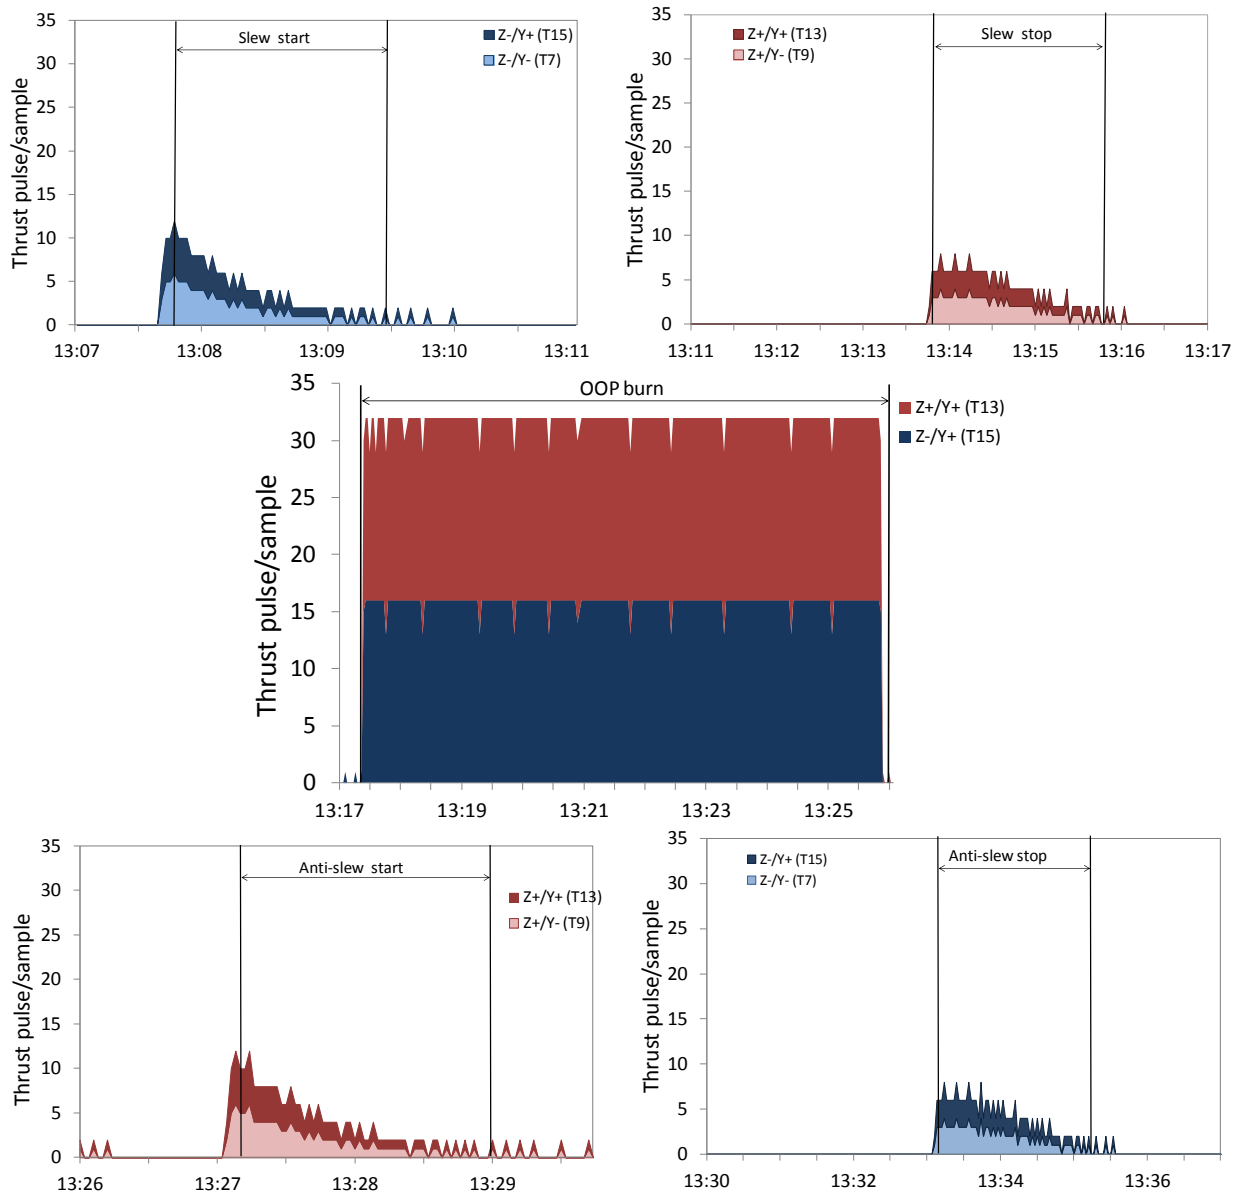 35
30
25
20
15
10
5
0
Thrust pulse/sample
Slew start
Z-/Y+ (T15)
Z-/Y- (T7)
13:07 13:08 13:09 13:10 13:11
35
30
25
20
15
10
5
0
Thrust pulse/sample
Slew stop
Z+/Y+ (T13)
Z+/Y- (T9)
13:11 13:12 13:13 13:14 13:15 13:16 13:17
35
30
25
20
15
10
5
0
Thrust pulse/sample
OOP burn
Z+/Y+ (T13)
Z-/Y+ (T15)
13:17 13:19 13:21 13:23 13:25
35
30
25
20
15
10
5
0
Thrust pulse/sample
Anti-slew start
Z+/Y+ (T13)
Z+/Y- (T9)
13:26 13:27 13:28 13:29
35
30
25
20
15
10
5
0
Thrust pulse/sample
Anti-slew stop
Z-/Y+ (T15)
Z-/Y- (T7)
13:30 13:32 13:34 13:36